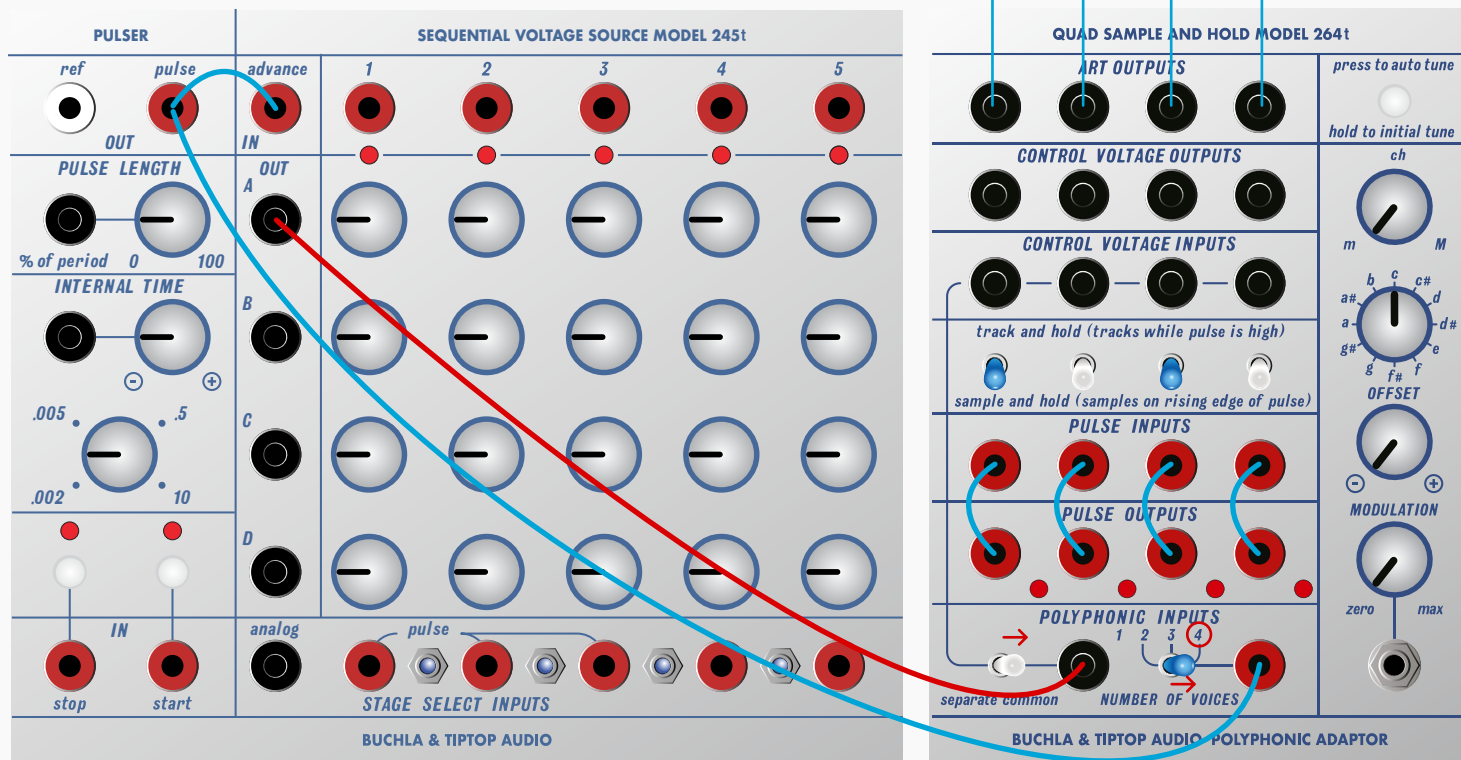 PULSER
SEQUENTIAL VOLTAGE SOURCE MODEL 245t
ref
pulse
advance
1
2
3
4
5
OUT
IN
PULSE LENGTH
OUT
A
% of period
0
100
INTERNAL TIME
B
.005
.5
C
.002
10
D
IN
analog
pulse
stop
start
STAGE SELECT INPUTS
BUCHLA & TIPTOP AUDIO
QUAD SAMPLE AND HOLD MODEL 264t
ART OUTPUTS
press to auto tune
hold to initial tune
CONTROL VOLTAGE OUTPUTS
ch
m
M
CONTROL VOLTAGE INPUTS
c
b
c#
a#
d
a
d#
g#
e
g
f
f#
track and hold (tracks while pulse is high)
sample and hold (samples on rising edge of pulse)
OFFSET
PULSE INPUTS
PULSE OUTPUTS
MODULATION
zero
max
POLYPHONIC INPUTS
1 2 3 4
separate common
NUMBER OF VOICES
BUCHLA & TIPTOP AUDIO POLYPHONIC ADAPTOR